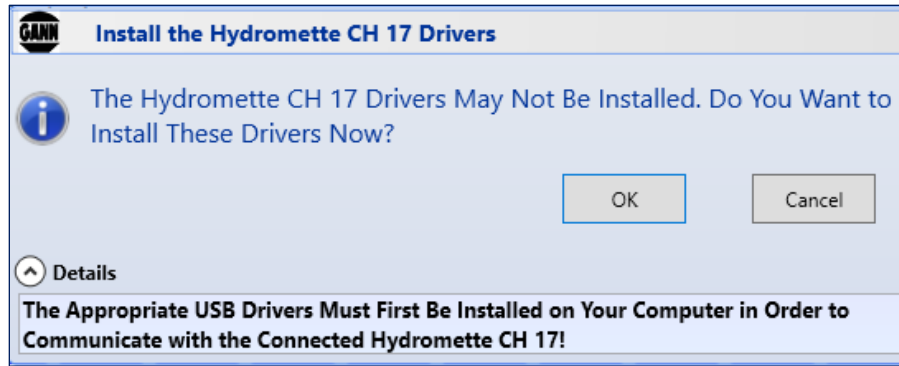 GANN
Install the Hydromette CH 17 Drivers
The Hydromette CH 17 Drivers May Not Be Installed. Do You Want to
Install These Drivers Now?
OK
Cancel
Details
The Appropriate USB Drivers Must First Be Installed on Your Computer in Order to
Communicate with the Connected Hydromette CH 17!